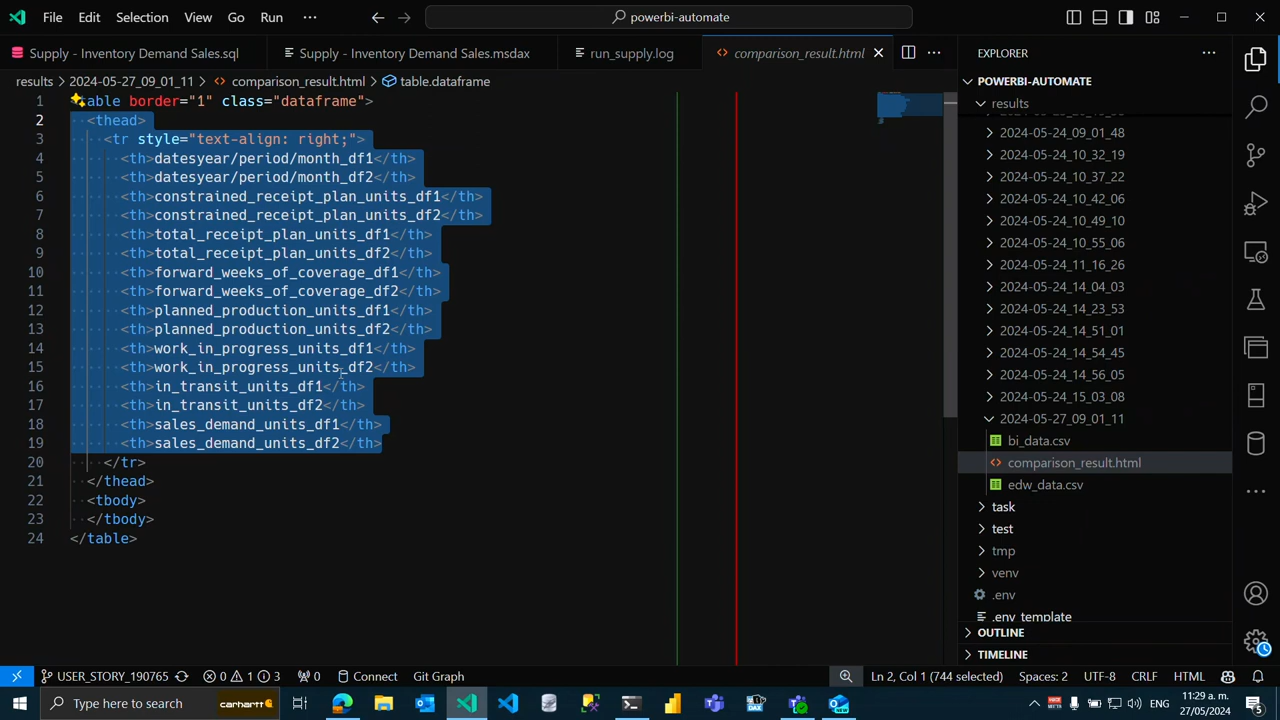 File Edit Selection View Go Run ···
powerbi-automate
Supply - Inventory Demand Sales.sql
Supply - Inventory Demand Sales.msdax
run_supply.log
comparison_result.html
results > 2024-05-27_09_01_11 > comparison_result.html > table.dataframe
1 able border="1" class="dataframe">
2 <thead>
3 <tr style="text-align: right;">
4 <th>datesyear/period/month_df1</th>
5 <th>datesyear/period/month_df2</th>
6 <th>constrained_receipt_plan_units_df1</th>
7 <th>constrained_receipt_plan_units_df2</th>
8 <th>total_receipt_plan_units_df1</th>
9 <th>total_receipt_plan_units_df2</th>
10 <th>forward_weeks_of_coverage_df1</th>
11 <th>forward_weeks_of_coverage_df2</th>
12 <th>planned_production_units_df1</th>
13 <th>planned_production_units_df2</th>
14 <th>work_in_progress_units_df1</th>
15 <th>work_in_progress_units_df2</th>
16 <th>in_transit_units_df1</th>
17 <th>in_transit_units_df2</th>
18 <th>sales_demand_units_df1</th>
19 <th>sales_demand_units_df2</th>
20 </tr>
21 </thead>
22 <tbody>
23 </tbody>
24 </table>
EXPLORER
POWERBI-AUTOMATE
results
2024-05-24_09_01_48
2024-05-24_10_32_19
2024-05-24_10_37_22
2024-05-24_10_42_06
2024-05-24_10_49_10
2024-05-24_10_55_06
2024-05-24_11_16_26
2024-05-24_14_04_03
2024-05-24_14_23_53
2024-05-24_14_51_01
2024-05-24_14_54_45
2024-05-24_14_56_05
2024-05-24_15_03_08
2024-05-27_09_01_11
bi_data.csv
comparison_result.html
edw_data.csv
task
test
tmp
venv
.env
.env_template
OUTLINE
TIMELINE
USER_STORY_190765 0 1 3 0 Connect Git Graph Ln 2, Col 1 (744 selected) Spaces: 2 UTF-8 CRLF HTML
Type here to search
carhartt
ENG
11:29 a. m.
27/05/2024
5